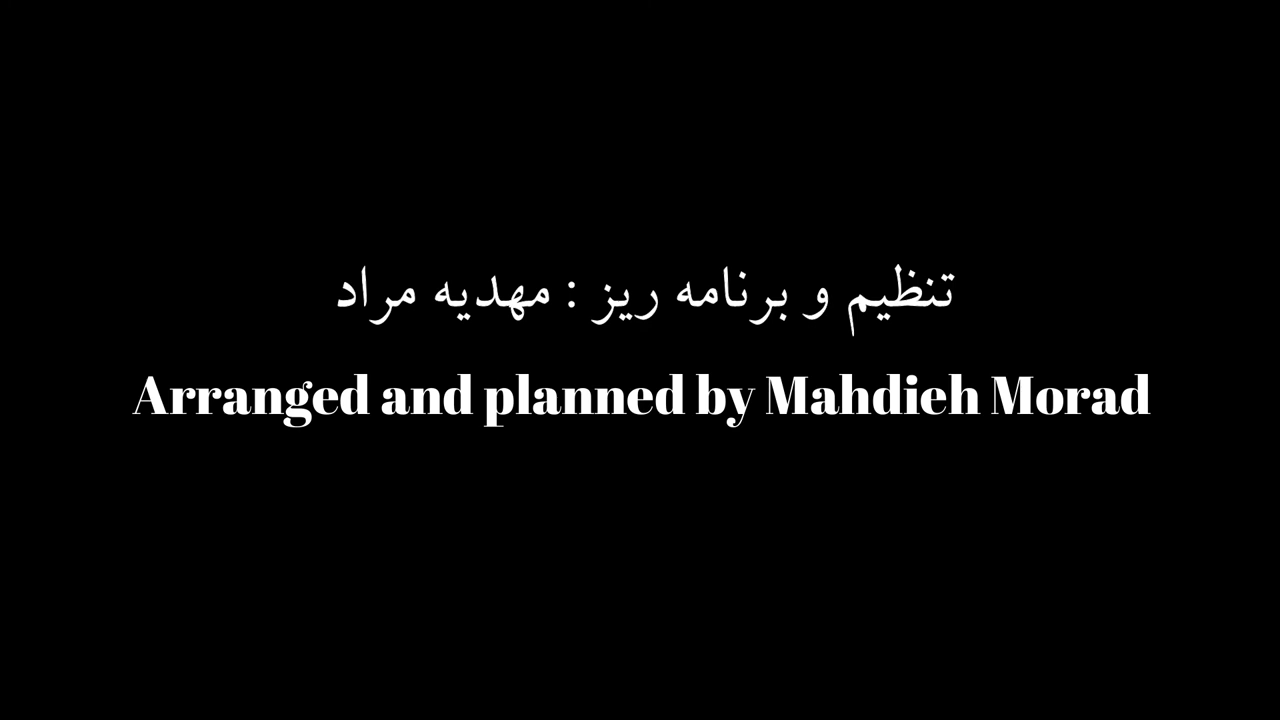 تنظیم و برنامه ریز : مهدیه مراد
Arranged and planned by Mahdieh Morad